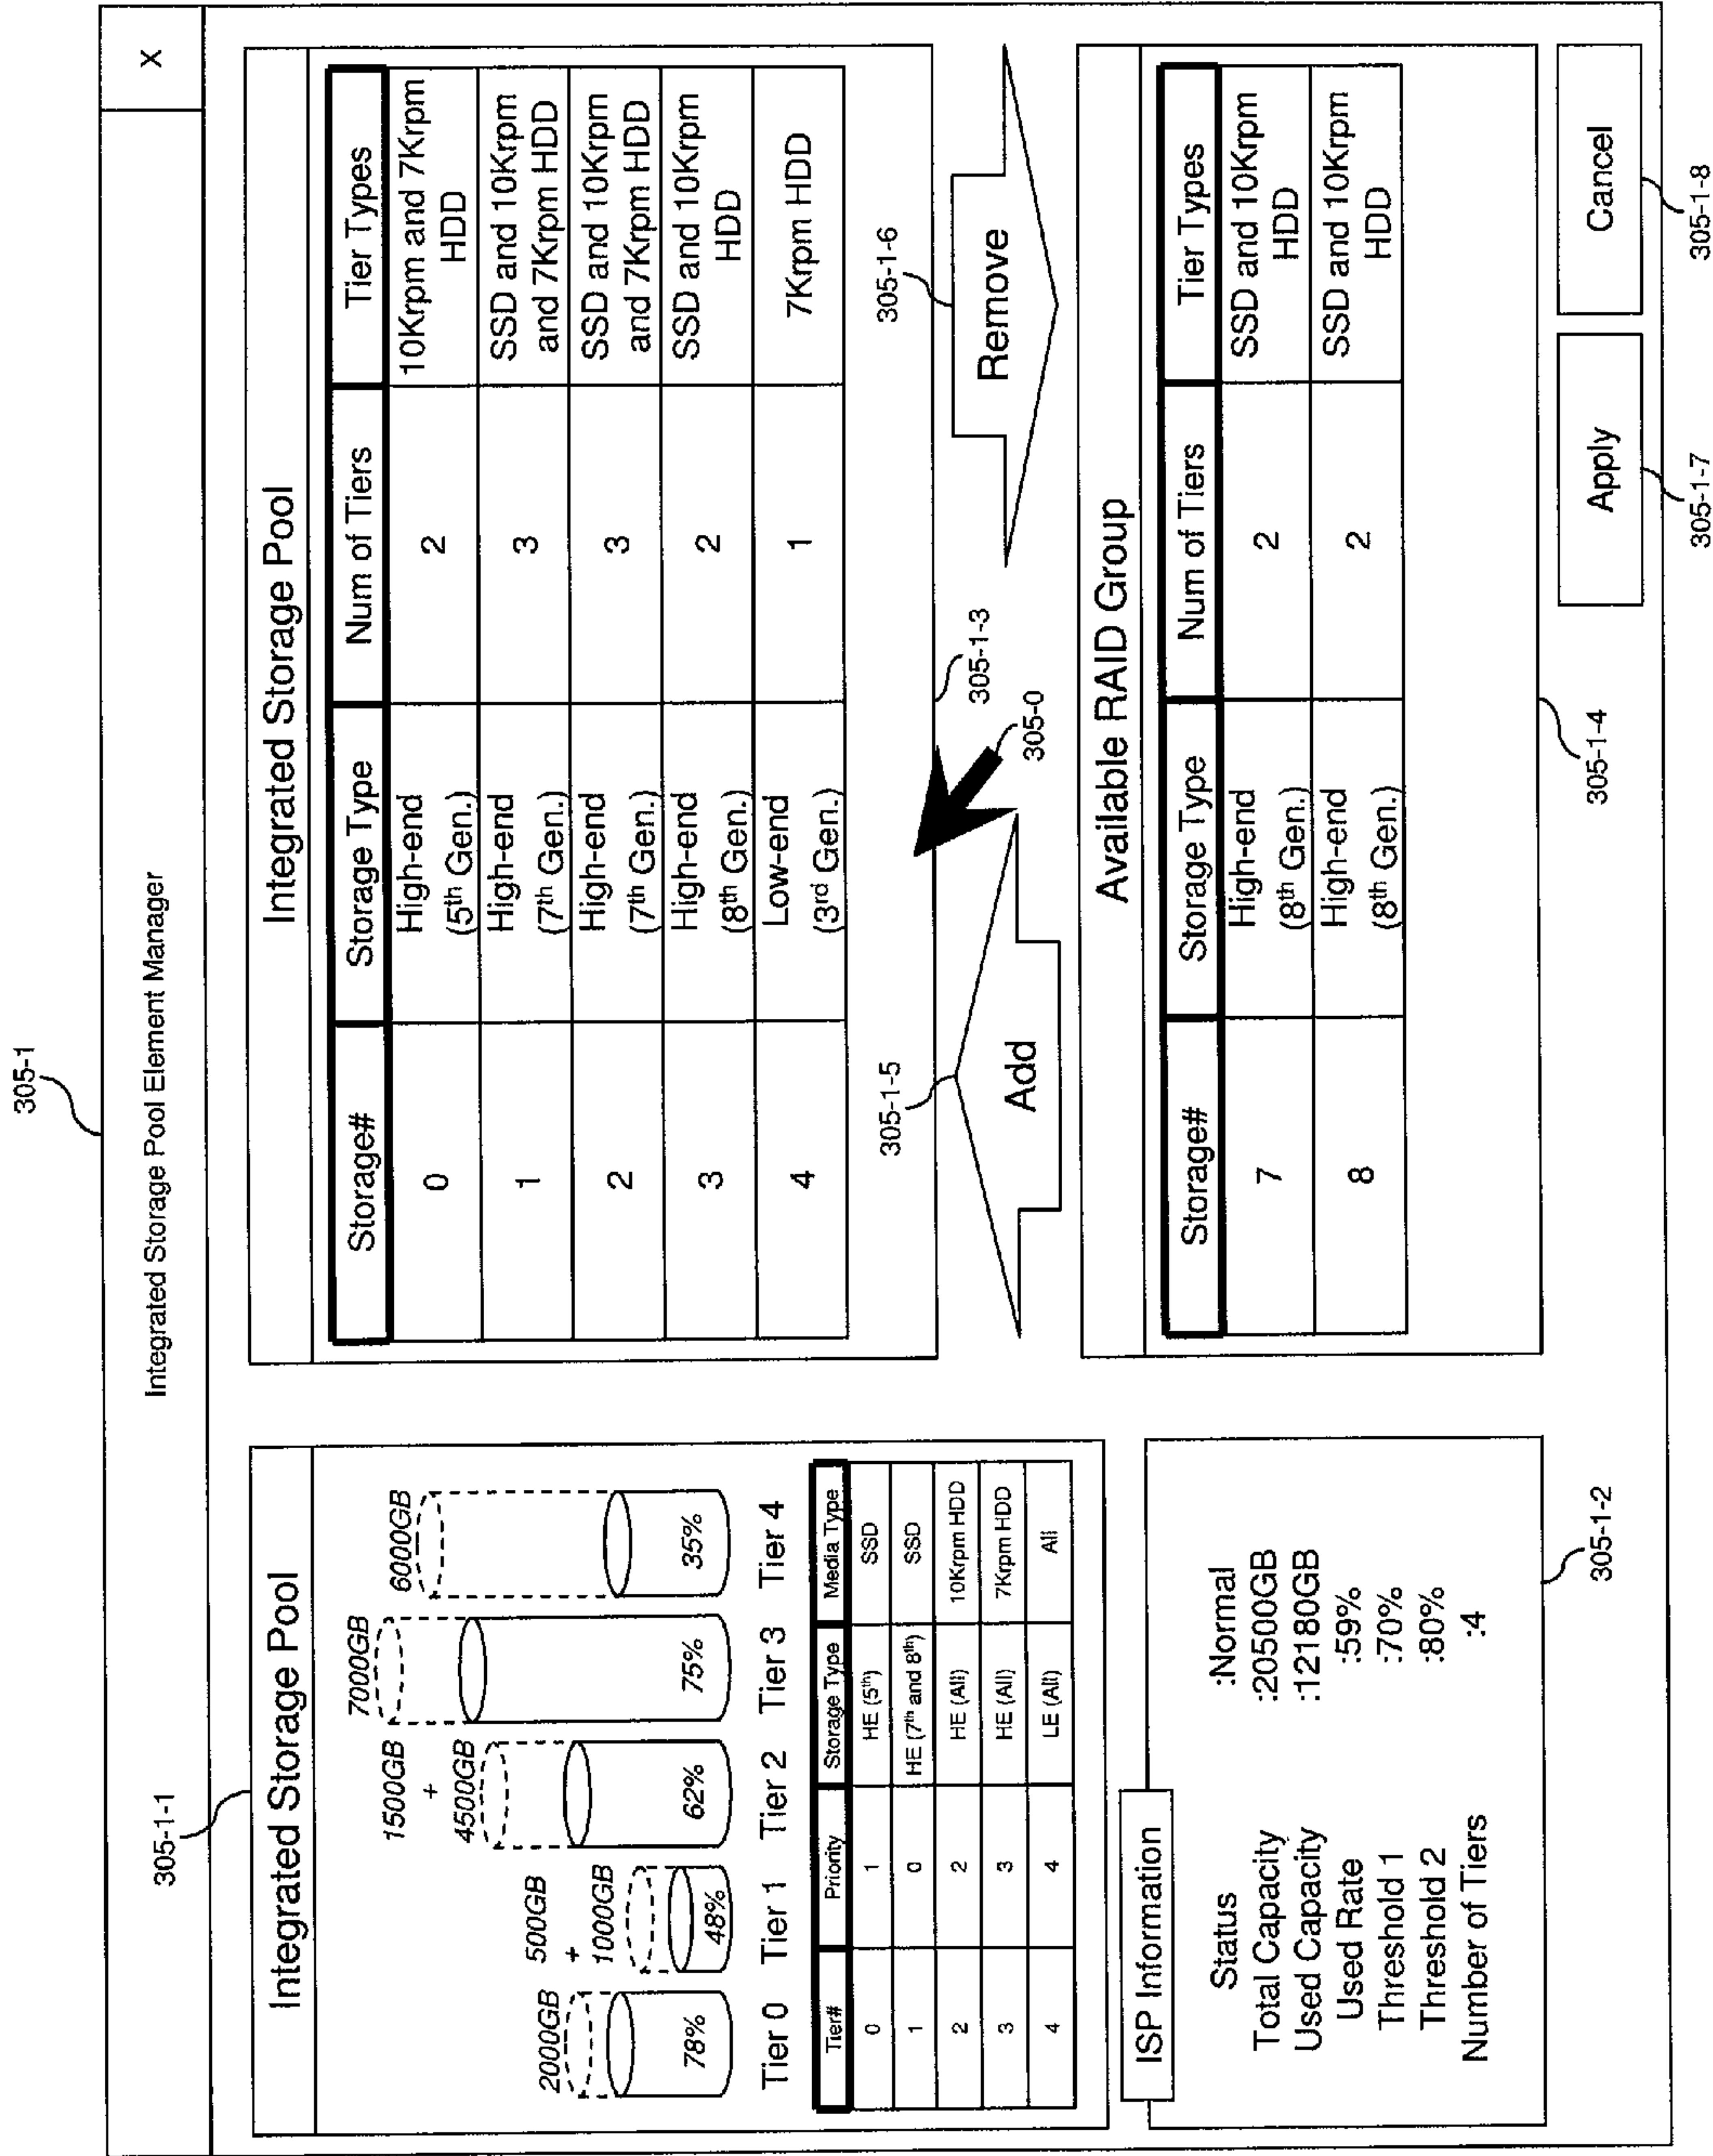 305-1
Integrated Storage Pool Element Manager
X
305-1-1
Integrated Storage Pool
2000GB
500GB
+
1000GB
1500GB
+
4500GB
7000GB
6000GB
78%
48%
62%
75%
35%
Tier 0 Tier 1 Tier 2 Tier 3 Tier 4
Tier# Priority Storage Type Media Type
0 1 HE (5th) SSD
1 0 HE (7th and 8th) SSD
2 2 HE (All) 10Krpm HDD
3 3 HE (All) 7Krpm HDD
4 4 LE (All) All
ISP Information
Status :Normal
Total Capacity :20500GB
Used Capacity :12180GB
Used Rate :59%
Threshold 1 :70%
Threshold 2 :80%
Number of Tiers :4
305-1-2
Integrated Storage Pool
Storage# Storage Type Num of Tiers Tier Types
0 High-end (5th Gen.) 2 10Krpm and 7Krpm HDD
1 High-end (7th Gen.) 3 SSD and 10Krpm and 7Krpm HDD
2 High-end (7th Gen.) 3 SSD and 10Krpm and 7Krpm HDD
3 High-end (8th Gen.) 2 SSD and 10Krpm HDD
4 Low-end (3rd Gen.) 1 7Krpm HDD
305-1-5
Add
305-1-3
305-0
305-1-6
Remove
Available RAID Group
Storage# Storage Type Num of Tiers Tier Types
7 High-end (8th Gen.) 2 SSD and 10Krpm HDD
8 High-end (8th Gen.) 2 SSD and 10Krpm HDD
305-1-4
Apply
Cancel
305-1-7
305-1-8